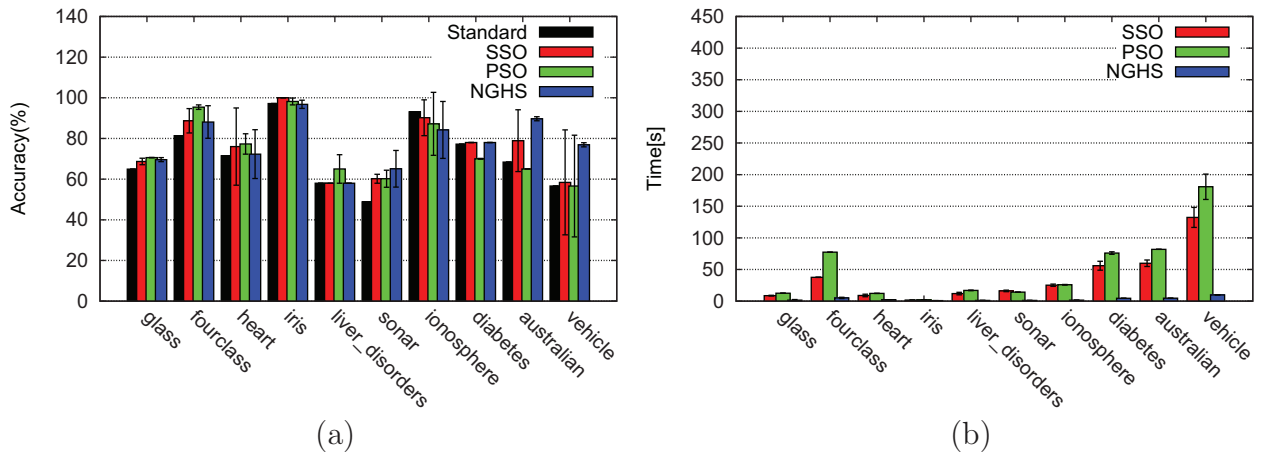 Accuracy(%)
140
120
100
80
60
40
20
0
Standard
SSO
PSO
NGHS
glass
fourclass
heart
iris
liver_disorders
sonar
ionosphere
diabetes
australian
vehicle
(a)
Time[s]
450
400
350
300
250
200
150
100
50
0
SSO
PSO
NGHS
glass
fourclass
heart
iris
liver_disorders
sonar
ionosphere
diabetes
australian
vehicle
(b)